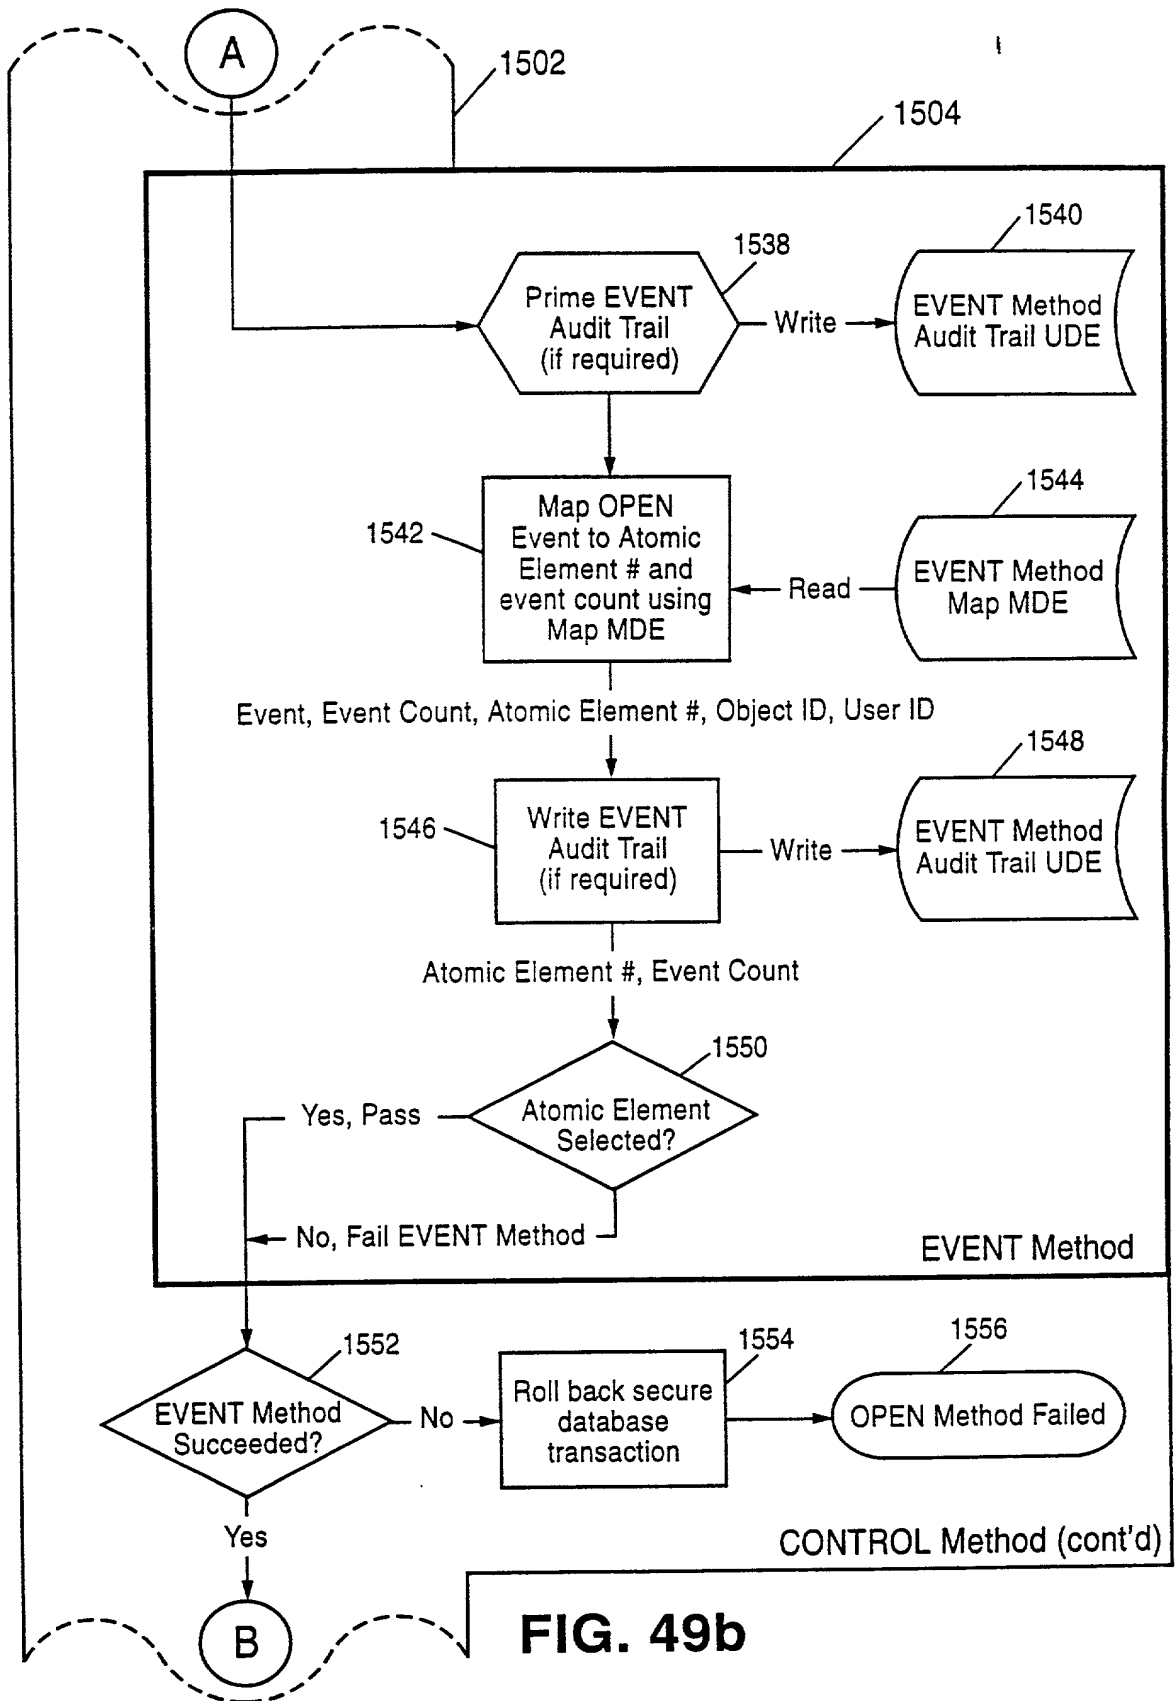 A
1502
1504
1540
1538
Prime EVENT
Audit Trail
(if required)
Write
EVENT Method
Audit Trail UDE
1544
1542
Map OPEN
Event to Atomic
Element # and
event count using
Map MDE
Read
EVENT Method
Map MDE
Event, Event Count, Atomic Element #, Object ID, User ID
1548
1546
Write EVENT
Audit Trail
(if required)
Write
EVENT Method
Audit Trail UDE
Atomic Element #, Event Count
1550
Yes, Pass
Atomic Element
Selected?
No, Fail EVENT Method
EVENT Method
1552
1554
1556
EVENT Method
Succeeded?
No
Roll back secure
database
transaction
OPEN Method Failed
Yes
CONTROL Method (cont'd)
B
FIG. 49b